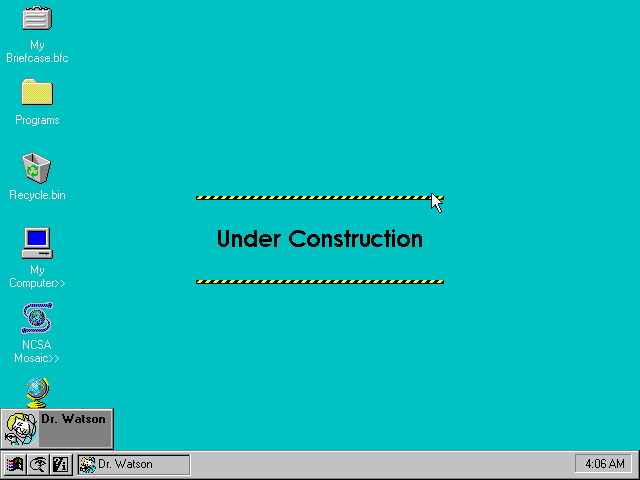 My
Briefcase.bfc
Programs
Recycle.bin
My
Computer>>
NCSA
Mosaic>>
Under Construction
Dr. Watson
Dr. Watson
4:06 AM